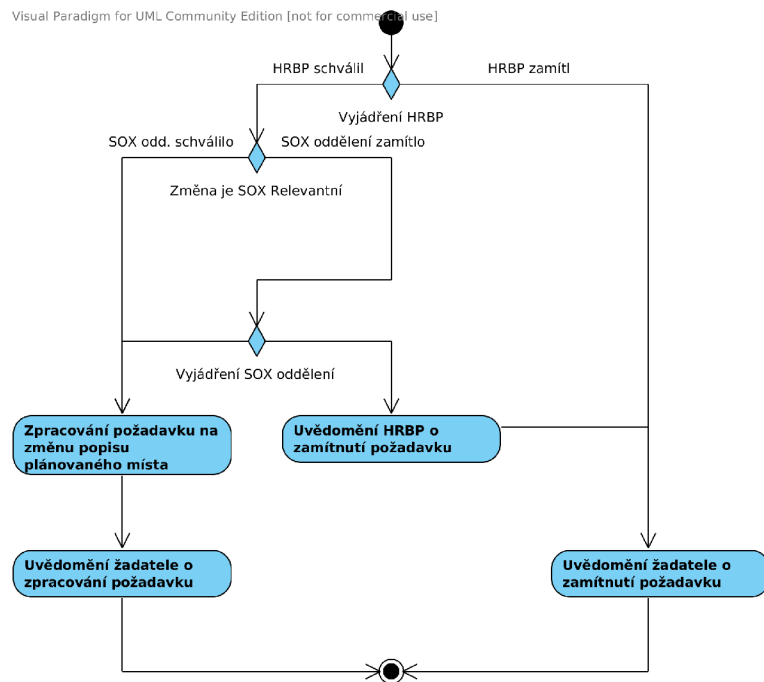 Visual Paradigm for UML Community Edition [not for commercial use]
HRBP schválil
HRBP zamítl
Vyjádření HRBP
SOX odd. schválilo
SOX oddělení zamítlo
Změna je SOX Relevantní
Vyjádření SOX oddělení
Zpracování požadavku na
změnu popisu
plánovaného místa
Uvědomění HRBP o
zamítnutí požadavku
Uvědomění žadatele o
zpracování požadavku
Uvědomění žadatele o
zamítnutí požadavku